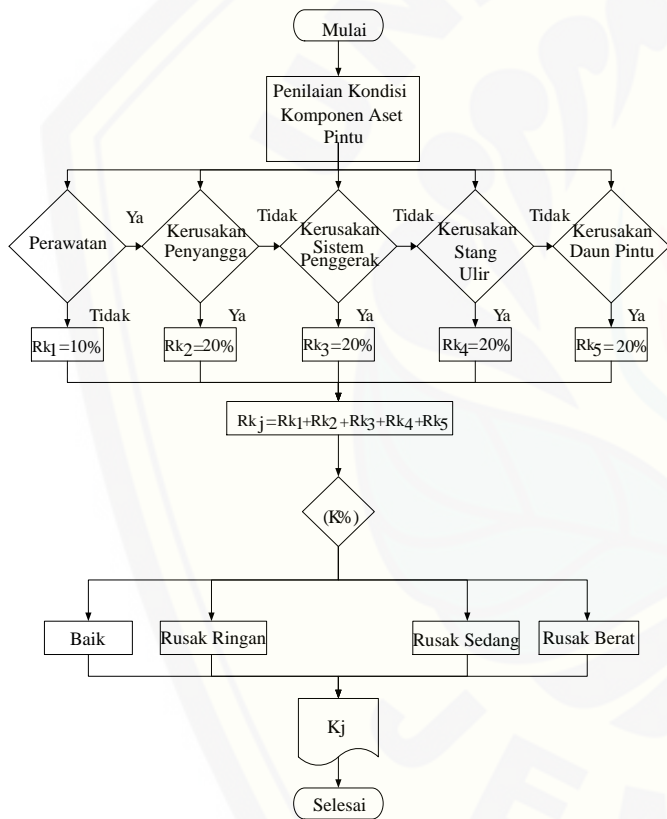 Mulai
Penilaian Kondisi
Komponen Aset
Pintu
Perawatan
Ya
Kerusakan
Penyangga
Tidak
Kerusakan
Sistem
Penggerak
Tidak
Kerusakan
Stang
Ulir
Tidak
Kerusakan
Daun Pintu
Tidak
Ya
Ya
Ya
Ya
Rk1=10%
Rk2=20%
Rk3=20%
Rk4=20%
Rk5=20%
Rkj=Rk1+Rk2+Rk3+Rk4+Rk5
(K%)
Baik
Rusak Ringan
Rusak Sedang
Rusak Berat
Kj
Selesai